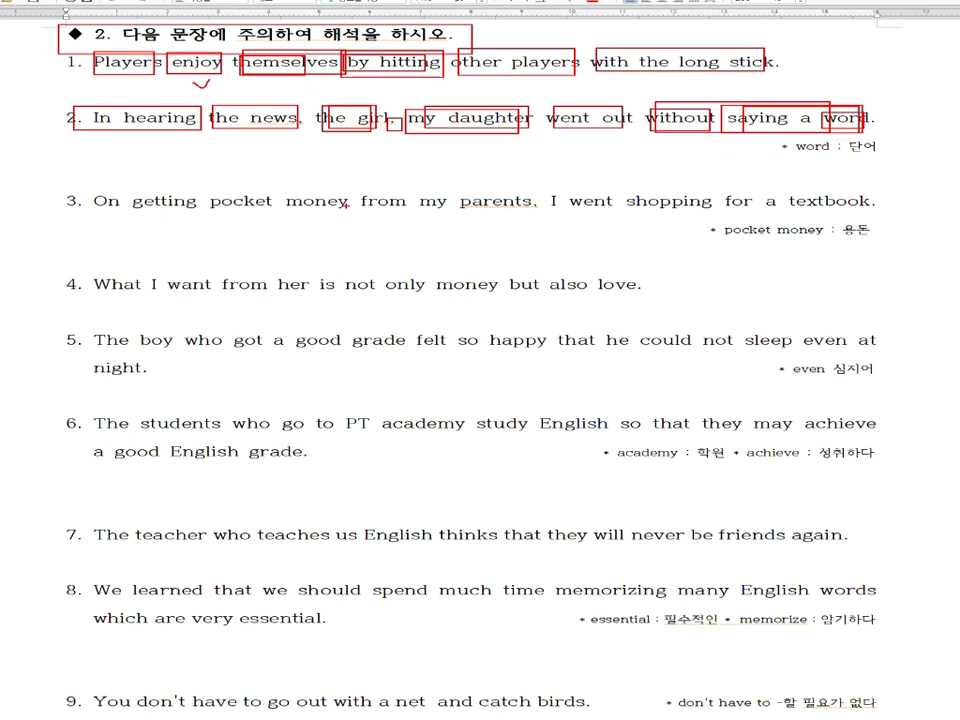 ◆ 2. 다음 문장에 주의하여 해석을 하시오.
1. Players enjoy themselves by hitting other players with the long stick.
2. In hearing the news, the girl, my daughter went out without saying a word.
* word : 단어
3. On getting pocket money from my parents, I went shopping for a textbook.
* pocket money : 용돈
4. What I want from her is not only money but also love.
5. The boy who got a good grade felt so happy that he could not sleep even at
night.
* even 심지어
6. The students who go to PT academy study English so that they may achieve
a good English grade.
* academy : 학원 * achieve : 성취하다
7. The teacher who teaches us English thinks that they will never be friends again.
8. We learned that we should spend much time memorizing many English words
which are very essential.
* essential : 필수적인 * memorize : 암기하다
9. You don't have to go out with a net and catch birds.
* don't have to -할 필요가 없다